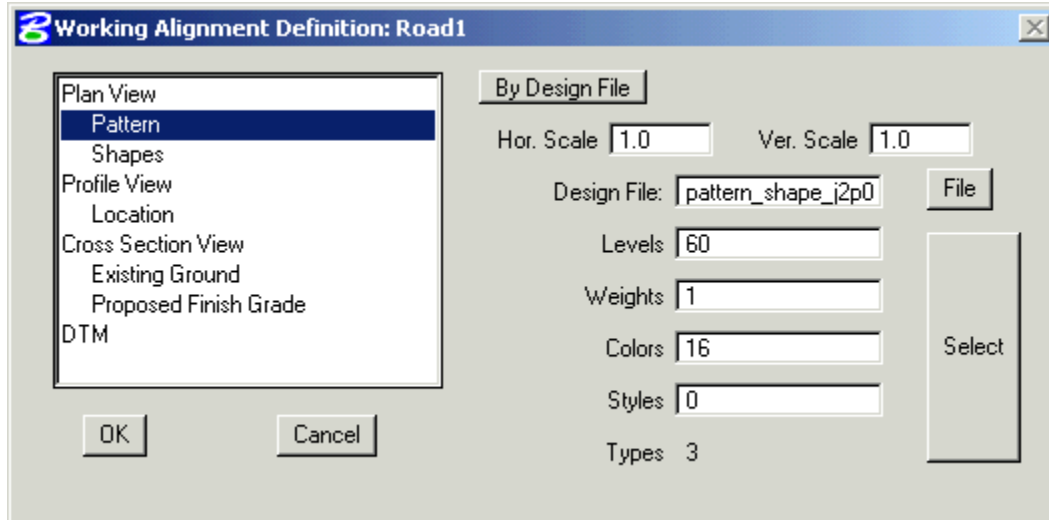 Working Alignment Definition: Road1
Plan View
Pattern
Shapes
Profile View
Location
Cross Section View
Existing Ground
Proposed Finish Grade
DTM
OK
Cancel
By Design File
Hor. Scale 1.0 Ver. Scale 1.0
Design File: pattern_shape_j2p0 File
Levels 60
Weights 1
Colors 16
Styles 0
Types 3
Select